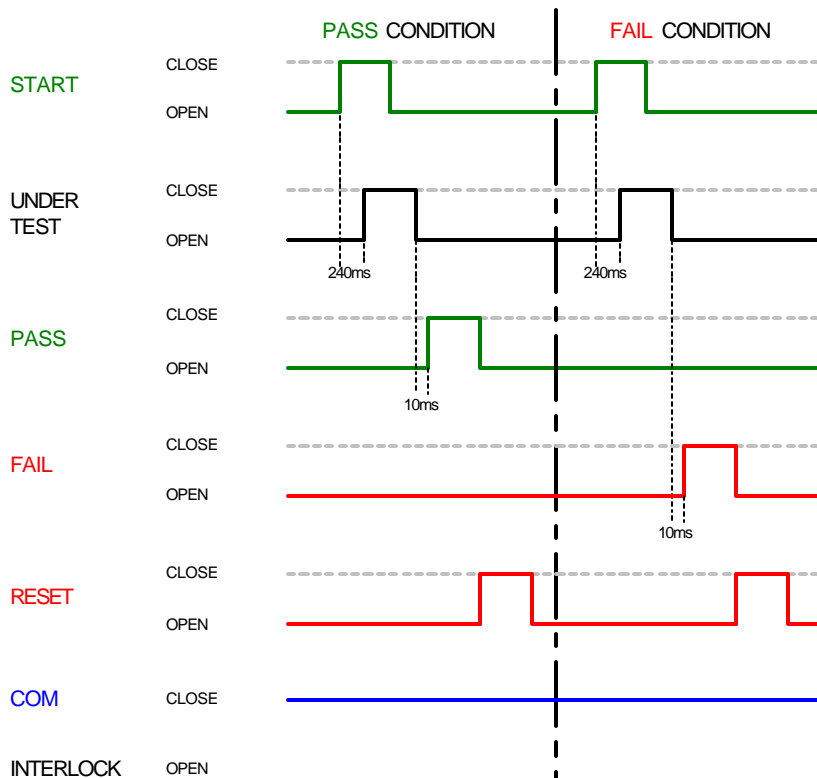 PASS CONDITION
FAIL CONDITION
START
CLOSE
OPEN
UNDER
TEST
CLOSE
OPEN
240ms
240ms
PASS
CLOSE
OPEN
10ms
FAIL
CLOSE
OPEN
10ms
RESET
CLOSE
OPEN
COM
CLOSE
INTERLOCK
OPEN